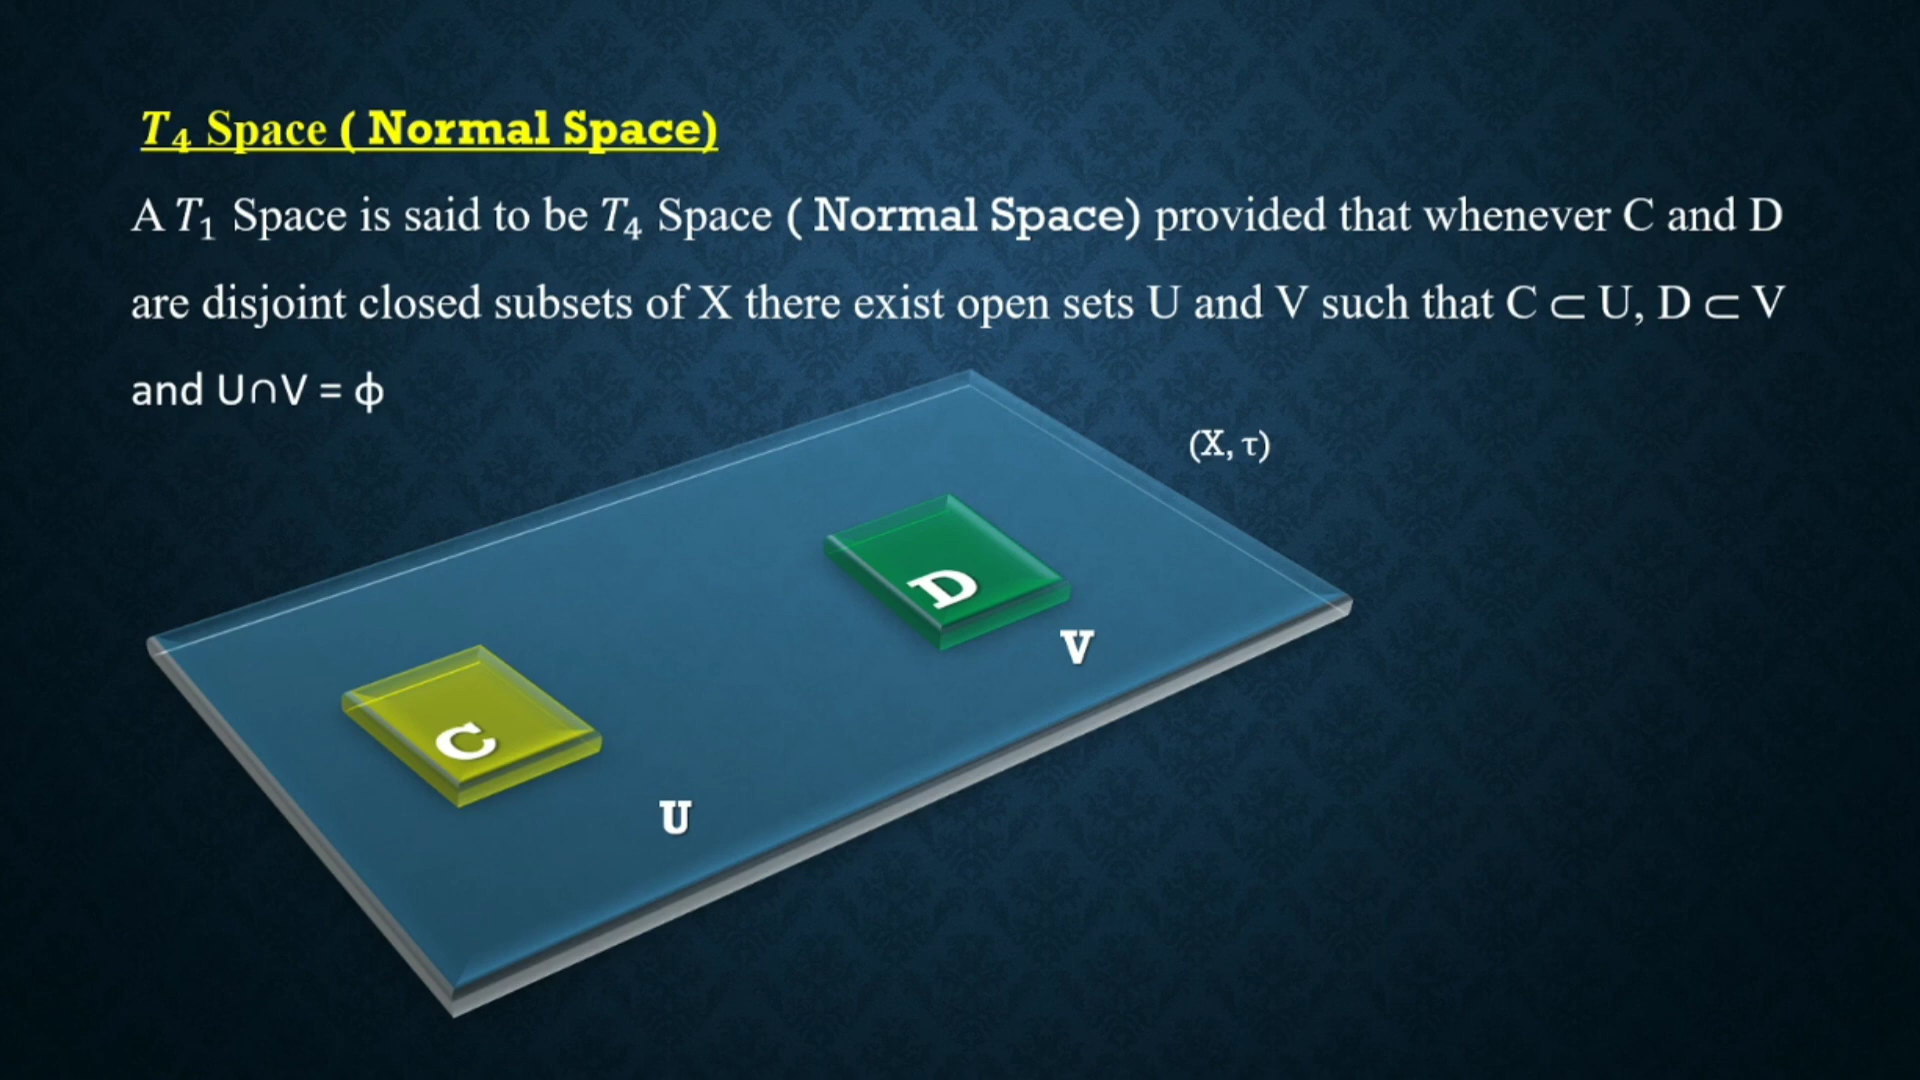 T₄ Space ( Normal Space)
A T₁ Space is said to be T₄ Space ( Normal Space) provided that whenever C and D
are disjoint closed subsets of X there exist open sets U and V such that C ⊂ U, D ⊂ V
and U∩V = ϕ
(X, τ)
D
V
C
U